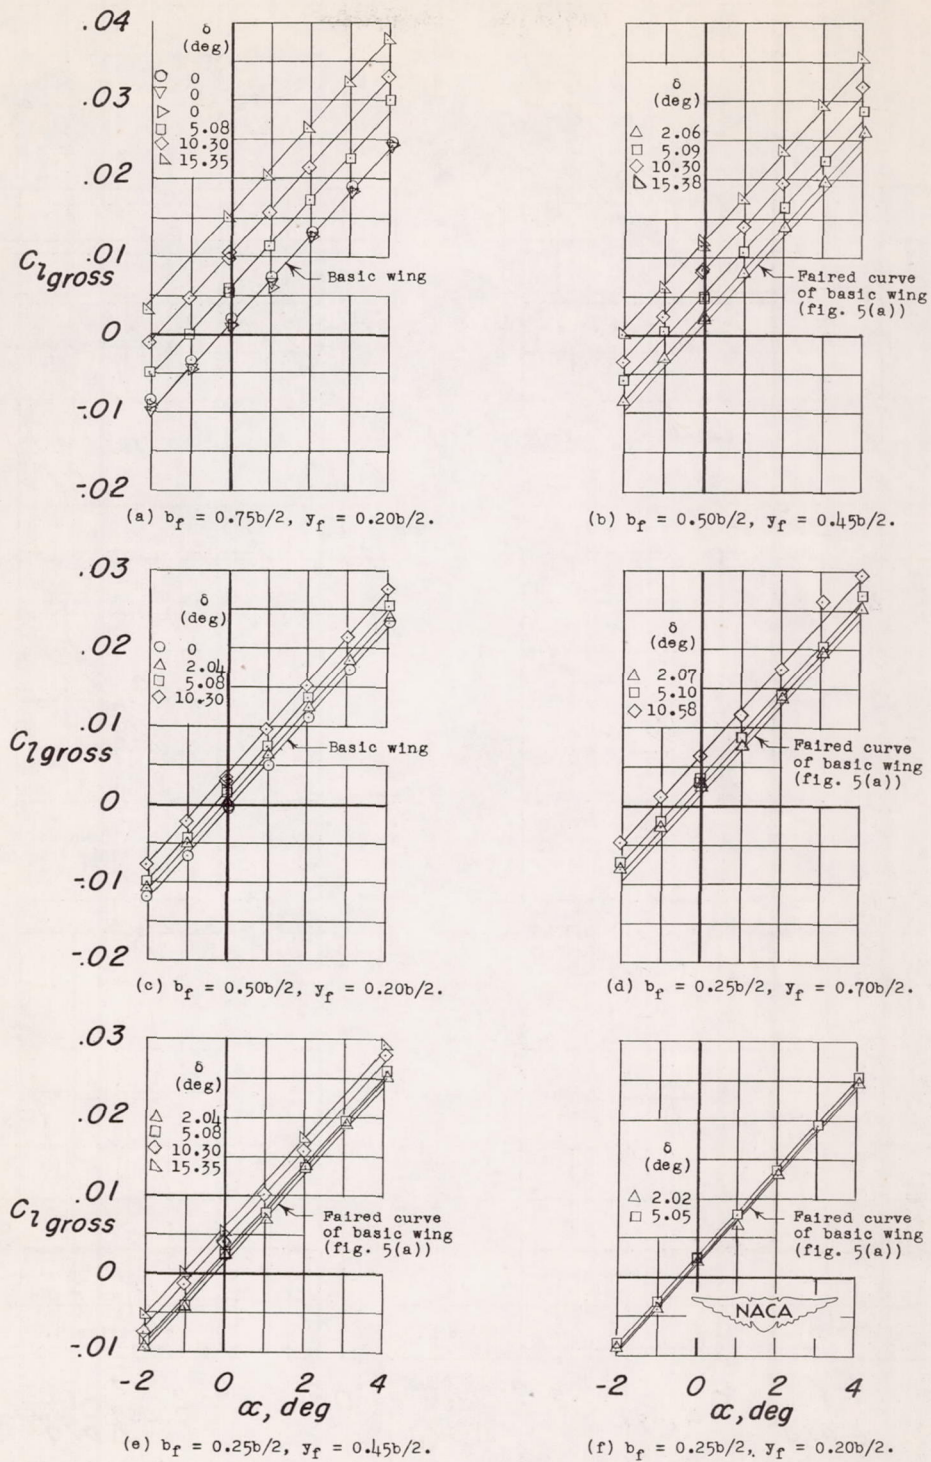 .04
.03
.02
.01
0
-.01
-.02
C_l gross
δ
(deg)
0
0
0
5.08
10.30
15.35
Basic wing
(a) b_f = 0.75b/2, y_f = 0.20b/2.
δ
(deg)
2.06
5.09
10.30
15.38
Faired curve
of basic wing
(fig. 5(a))
(b) b_f = 0.50b/2, y_f = 0.45b/2.
.03
.02
.01
0
-.01
-.02
C_l gross
δ
(deg)
0
2.04
5.08
10.30
Basic wing
(c) b_f = 0.50b/2, y_f = 0.20b/2.
δ
(deg)
2.07
5.10
10.58
Faired curve
of basic wing
(fig. 5(a))
(d) b_f = 0.25b/2, y_f = 0.70b/2.
.03
.02
.01
0
-.01
C_l gross
δ
(deg)
2.04
5.08
10.30
15.35
Faired curve
of basic wing
(fig. 5(a))
-2 0 2 4
α, deg
(e) b_f = 0.25b/2, y_f = 0.45b/2.
δ
(deg)
2.02
5.05
Faired curve
of basic wing
(fig. 5(a))
NACA
-2 0 2 4
α, deg
(f) b_f = 0.25b/2, y_f = 0.20b/2.